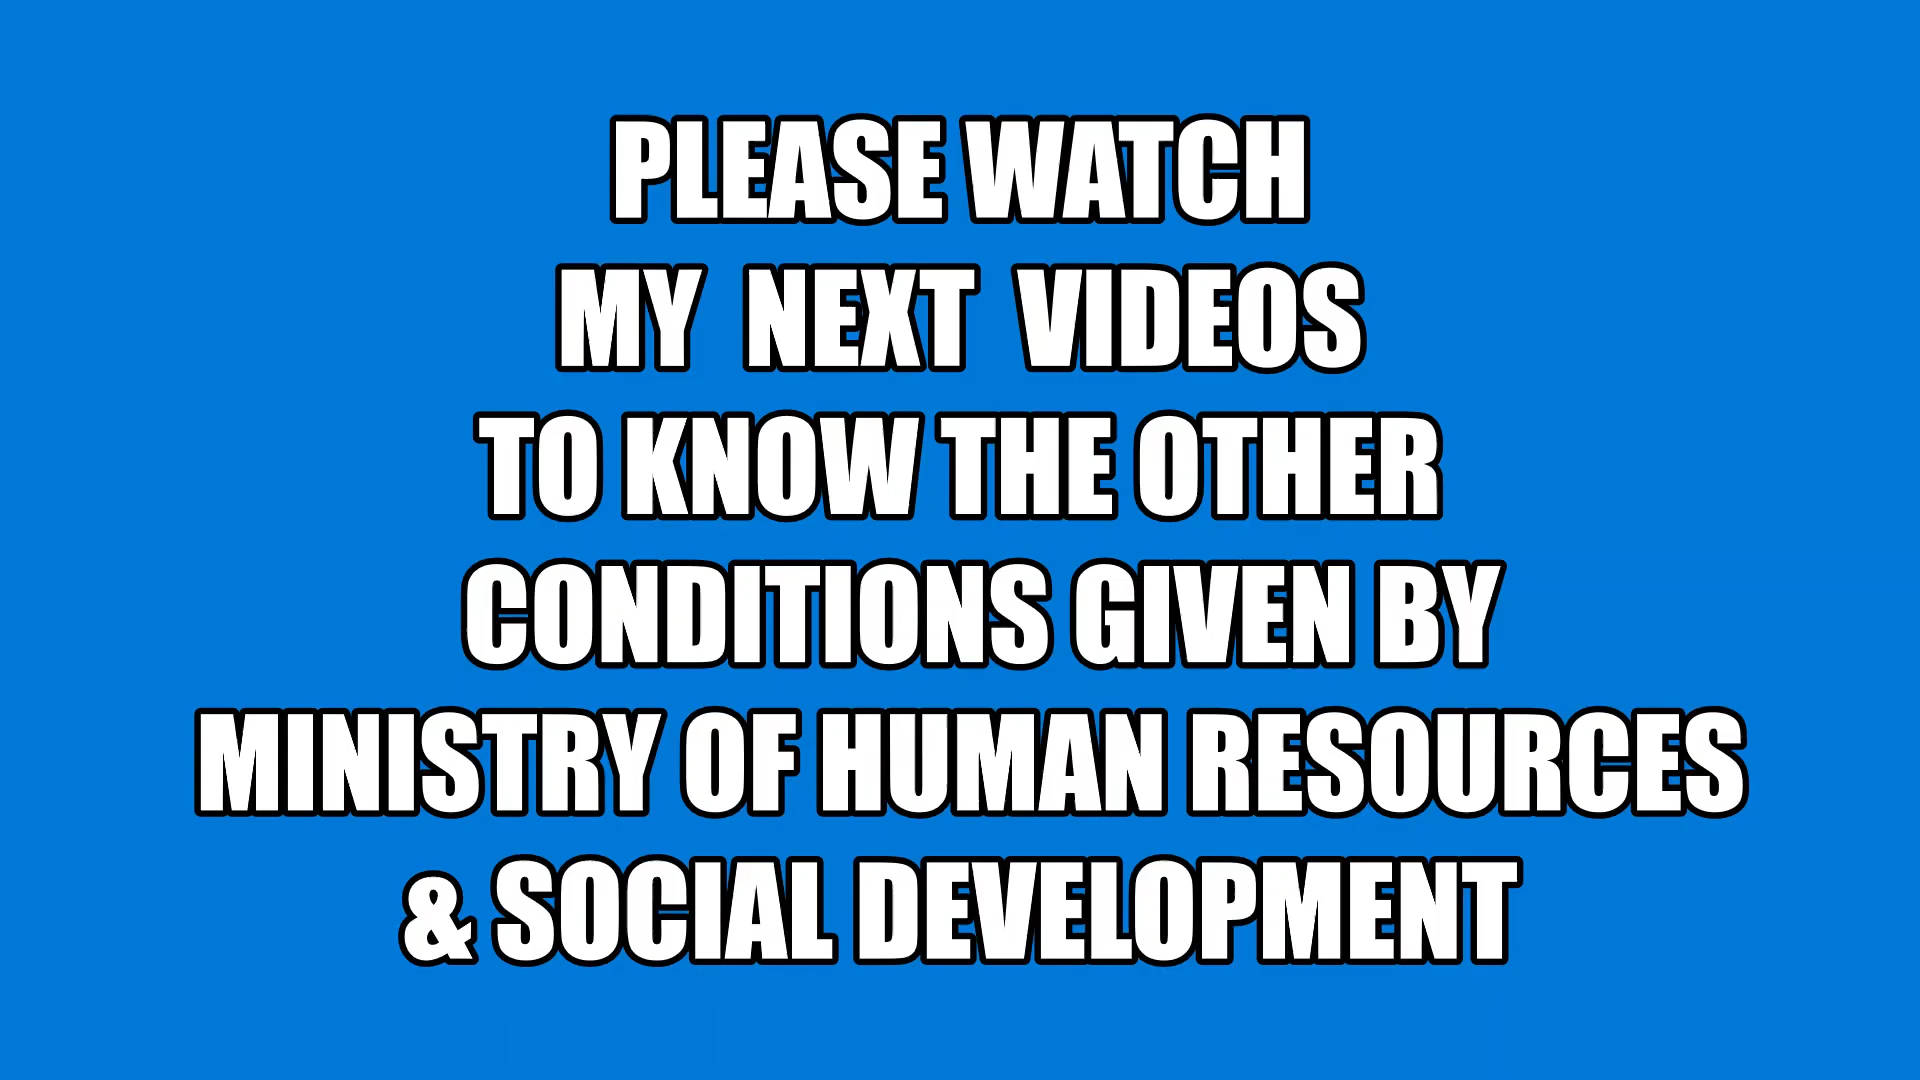 PLEASE WATCH
MY NEXT VIDEOS
TO KNOW THE OTHER
CONDITIONS GIVEN BY
MINISTRY OF HUMAN RESOURCES
& SOCIAL DEVELOPMENT